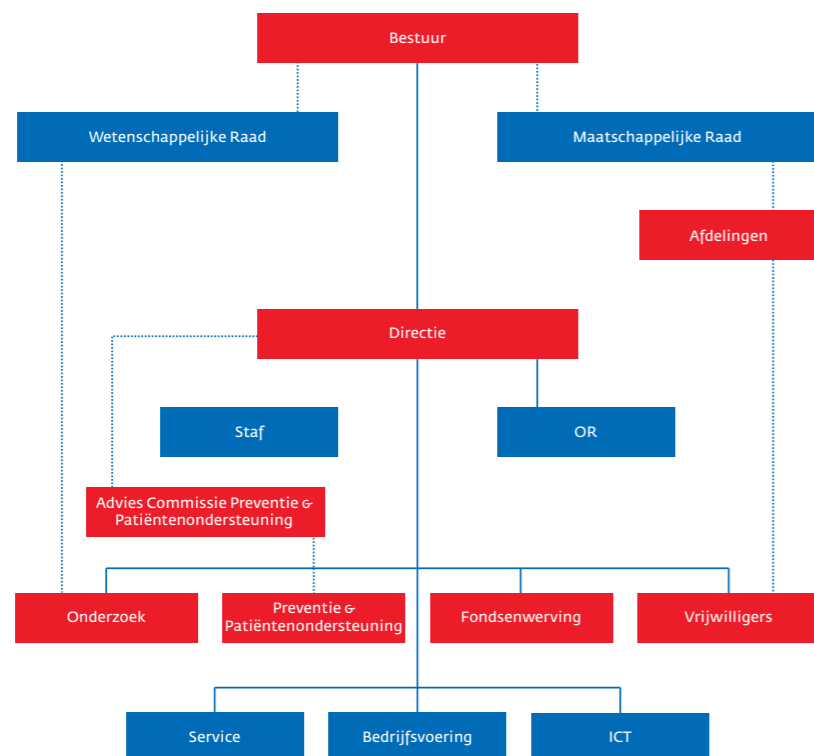 Bestuur
Wetenschappelijke Raad
Maatschappelijke Raad
Afdelingen
Directie
Staf
OR
Advies Commissie Preventie &
Patiëntenondersteuning
Onderzoek
Preventie &
Patiëntenondersteuning
Fondsenwerving
Vrijwilligers
Service
Bedrijfsvoering
ICT